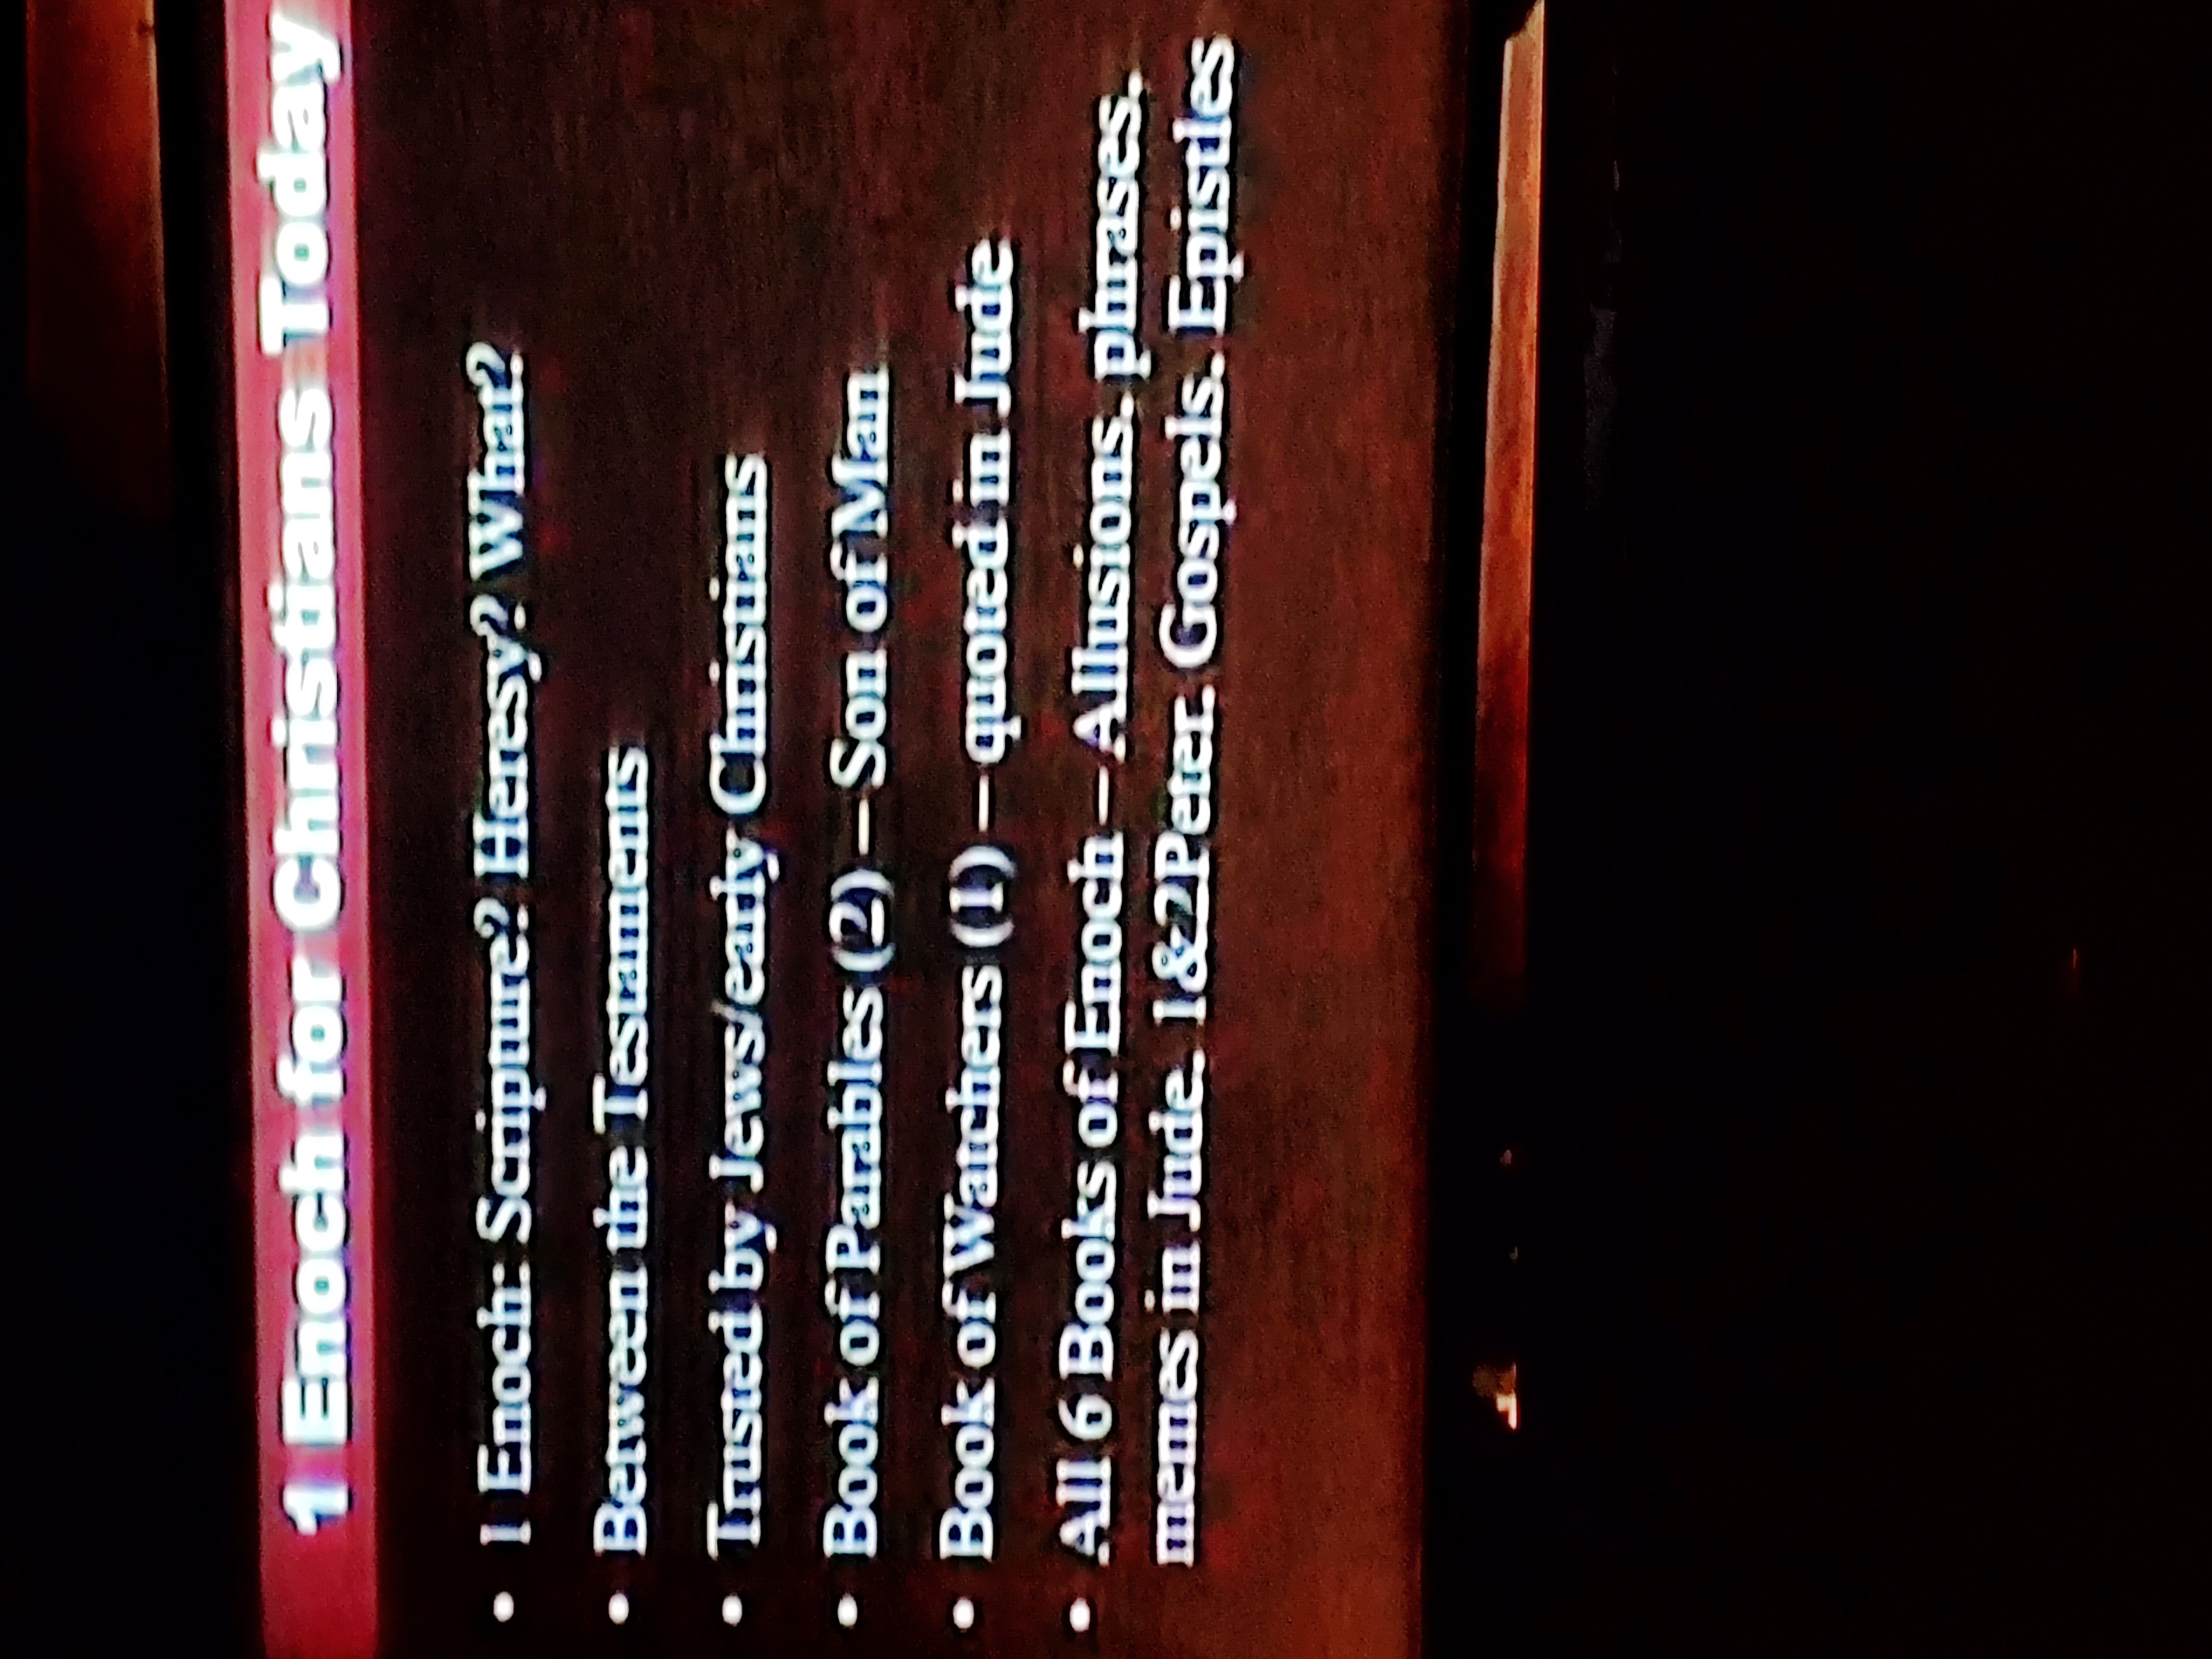 1 Enoch for Christians Today
• 1 Enoch: Scripture? Heresy? What?
• Between the Testaments
• Trusted by Jews/early Christians
• Book of Parables (2) – Son of Man
• Book of Watchers (1) – quoted in Jude
• All 6 Books of Enoch – Allusions, phrases,
memes in Jude, 1&2Peter, Gospels, Epistles